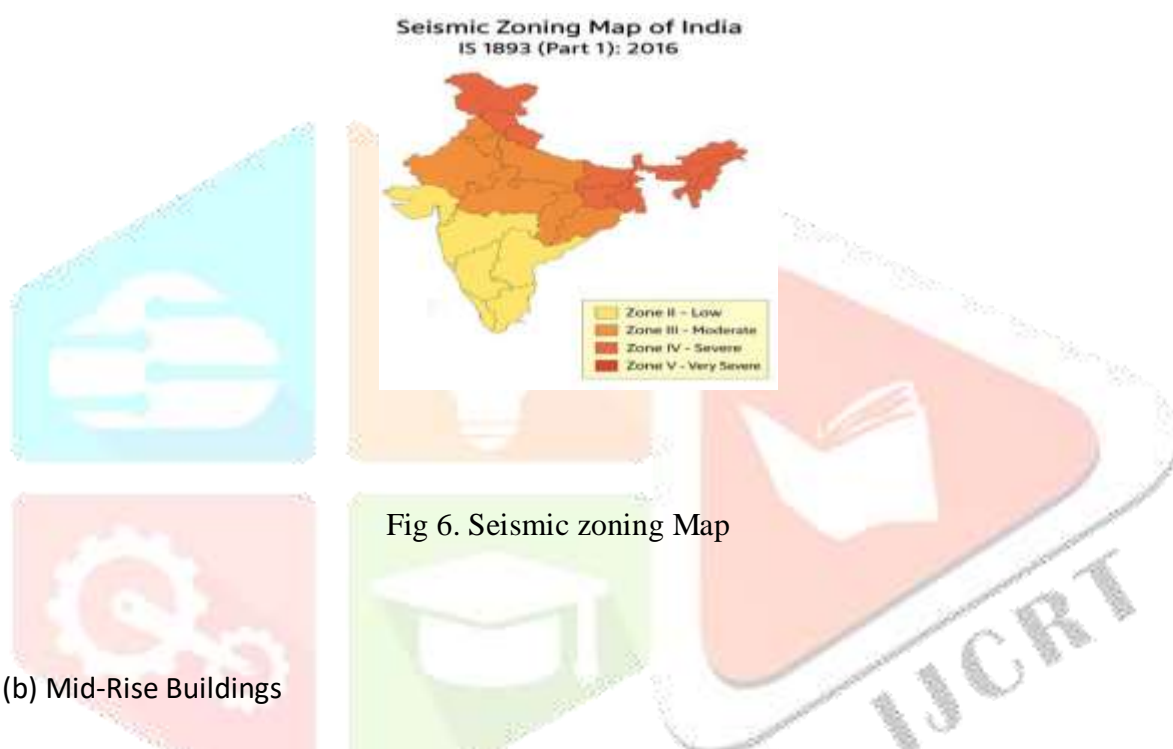 Seismic Zoning Map of India
IS 1893 (Part 1): 2016
Zone II - Low
Zone III - Moderate
Zone IV - Severe
Zone V - Very Severe
Fig 6. Seismic zoning Map
(b) Mid-Rise Buildings
IJCRT